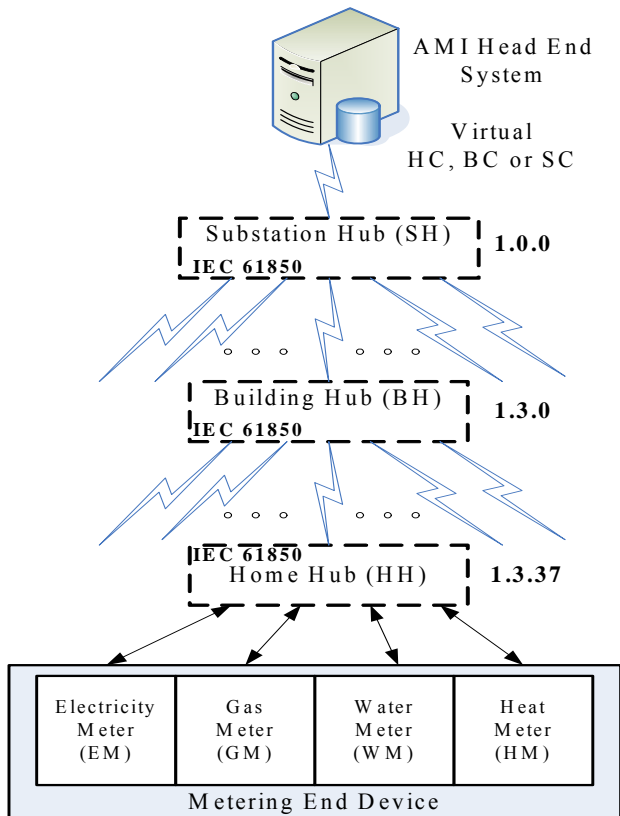 AMI Head End
System
Virtual
HC, BC or SC
Substation Hub (SH)
IEC 61850
1.0.0
Building Hub (BH)
IEC 61850
1.3.0
IEC 61850
Home Hub (HH)
1.3.37
Electricity
Meter
(EM)
Gas
Meter
(GM)
Water
Meter
(WM)
Heat
Meter
(HM)
Metering End Device